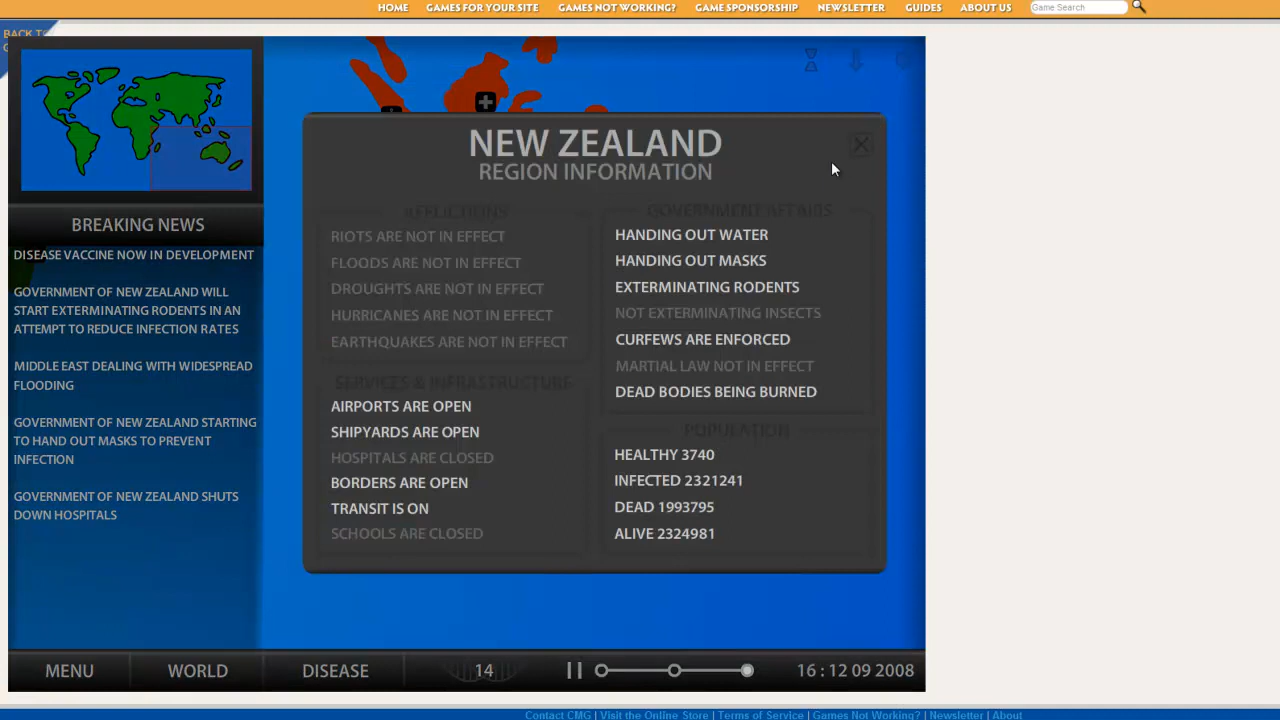 HOME GAMES FOR YOUR SITE GAMES NOT WORKING? GAME SPONSORSHIP NEWSLETTER GUIDES ABOUT US Game Search
BACK T
G
BREAKING NEWS
DISEASE VACCINE NOW IN DEVELOPMENT
GOVERNMENT OF NEW ZEALAND WILL
START EXTERMINATING RODENTS IN AN
ATTEMPT TO REDUCE INFECTION RATES
MIDDLE EAST DEALING WITH WIDESPREAD
FLOODING
GOVERNMENT OF NEW ZEALAND STARTING
TO HAND OUT MASKS TO PREVENT
INFECTION
GOVERNMENT OF NEW ZEALAND SHUTS
DOWN HOSPITALS
NEW ZEALAND
REGION INFORMATION
AFFLICTIONS
RIOTS ARE NOT IN EFFECT
FLOODS ARE NOT IN EFFECT
DROUGHTS ARE NOT IN EFFECT
HURRICANES ARE NOT IN EFFECT
EARTHQUAKES ARE NOT IN EFFECT
SERVICES & INFRASTRUCTURE
AIRPORTS ARE OPEN
SHIPYARDS ARE OPEN
HOSPITALS ARE CLOSED
BORDERS ARE OPEN
TRANSIT IS ON
SCHOOLS ARE CLOSED
GOVERNMENT AFFAIRS
HANDING OUT WATER
HANDING OUT MASKS
EXTERMINATING RODENTS
NOT EXTERMINATING INSECTS
CURFEWS ARE ENFORCED
MARTIAL LAW NOT IN EFFECT
DEAD BODIES BEING BURNED
POPULATION
HEALTHY 3740
INFECTED 2321241
DEAD 1993795
ALIVE 2324981
MENU WORLD DISEASE 14 16 : 12 09 2008
Contact CMG | Visit the Online Store | Terms of Service | Games Not Working? | Newsletter | About